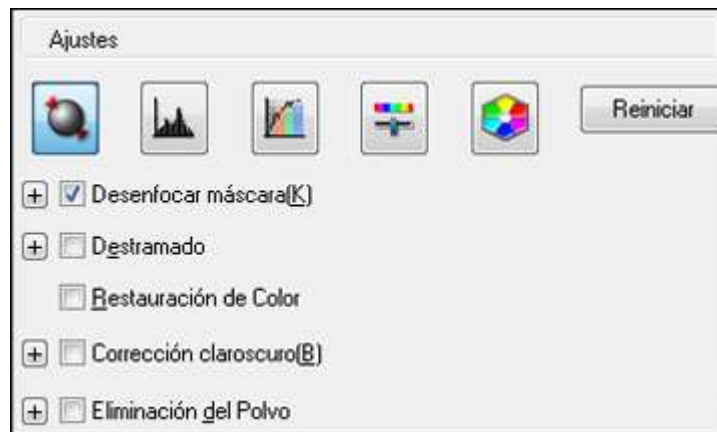 Ajustes
Reiniciar
Desenfocar máscara(K)
Destramado
Restauración de Color
Corrección claroscuro(B)
Eliminación del Polvo